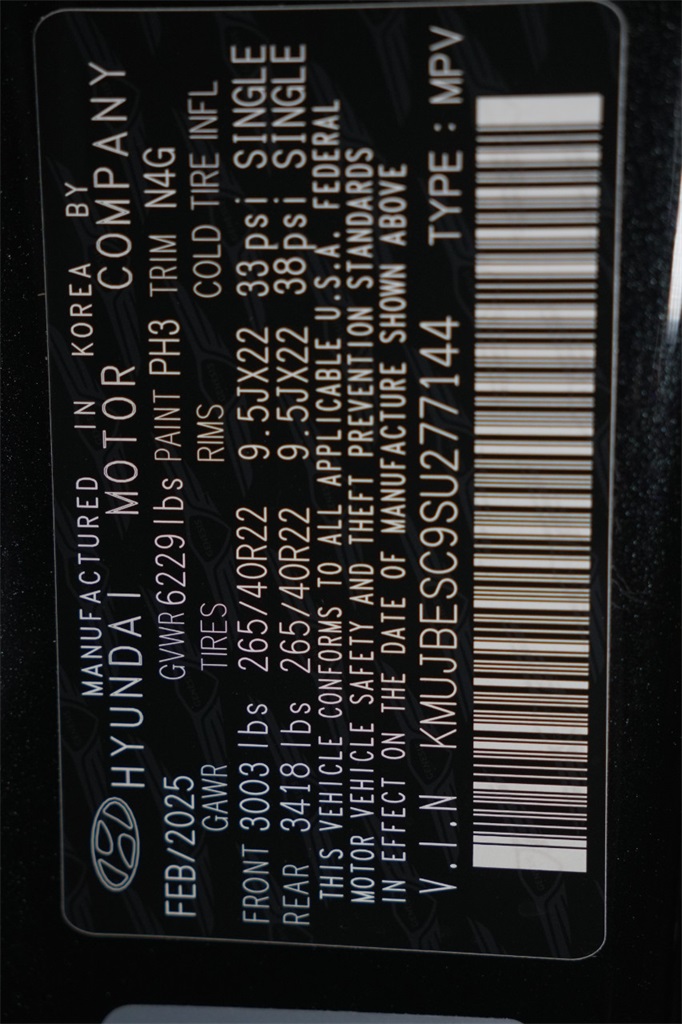 MANUFACTURED IN KOREA BY
HYUNDAI MOTOR COMPANY
FEB/2025 GVWR 6229lbs PAINT PH3 TRIM N4G
GAWR TIRES RIMS COLD TIRE INFL
FRONT 3003 lbs 265/40R22 9.5JX22 33psi SINGLE
REAR 3418 lbs 265/40R22 9.5JX22 38psi SINGLE
THIS VEHICLE CONFORMS TO ALL APPLICABLE U.S.A. FEDERAL
MOTOR VEHICLE SAFETY AND THEFT PREVENTION STANDARDS
IN EFFECT ON THE DATE OF MANUFACTURE SHOWN ABOVE
V.I.N KMUJBESC9SU277144 TYPE : MPV